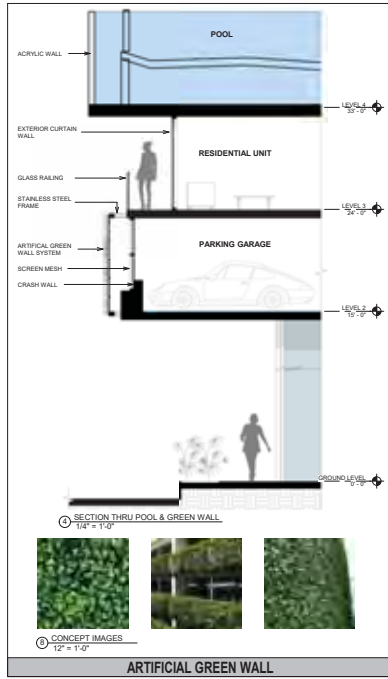 POOL
ACRYLIC WALL
LEVEL 4
33' - 0"
EXTERIOR CURTAIN
WALL
RESIDENTIAL UNIT
GLASS RAILING
STAINLESS STEEL
FRAME
LEVEL 3
24' - 0"
ARTIFICAL GREEN
WALL SYSTEM
PARKING GARAGE
SCREEN MESH
CRASH WALL
LEVEL 2
15' - 0"
GROUND LEVEL
0' - 0"
4 SECTION THRU POOL & GREEN WALL
1/4" = 1'-0"
8 CONCEPT IMAGES
12" = 1'-0"
ARTIFICIAL GREEN WALL